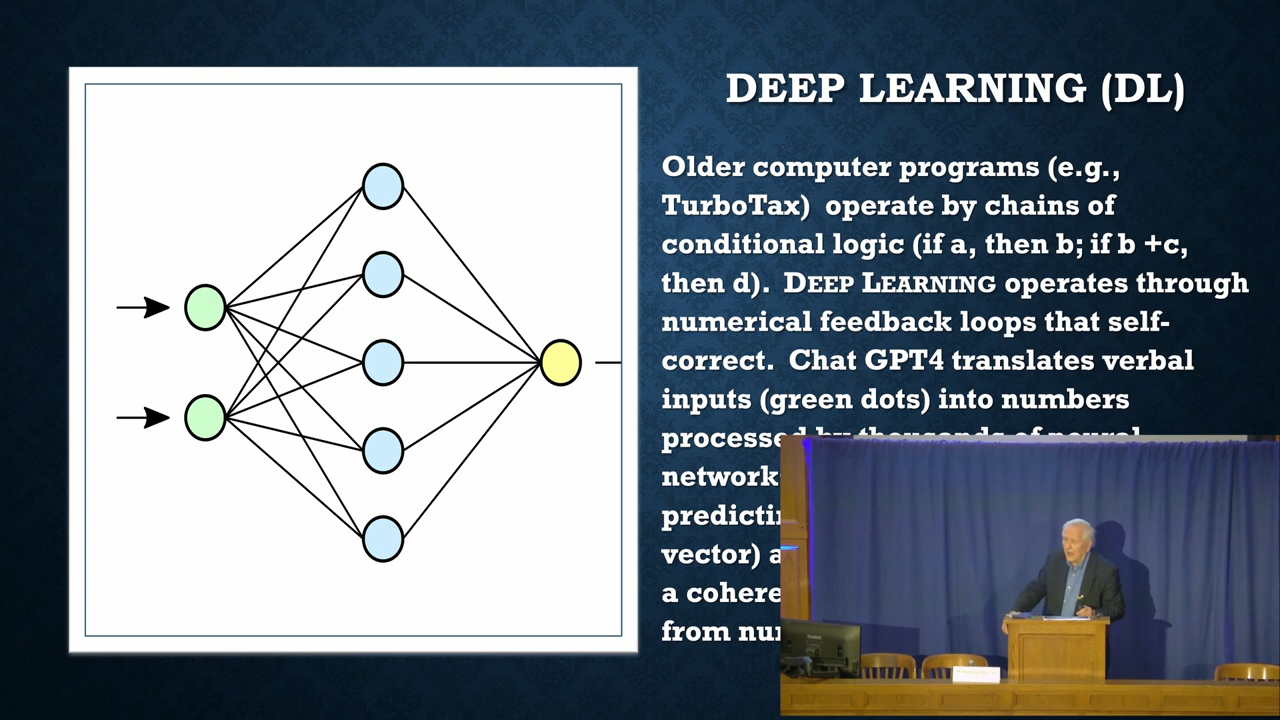 DEEP LEARNING (DL)
Older computer programs (e.g.,
TurboTax) operate by chains of
conditional logic (if a, then b; if b +c,
then d). DEEP LEARNING operates through
numerical feedback loops that self-
correct. Chat GPT4 translates verbal
inputs (green dots) into numbers
processed by thousands of neural
network
vector) a
a cohere
from